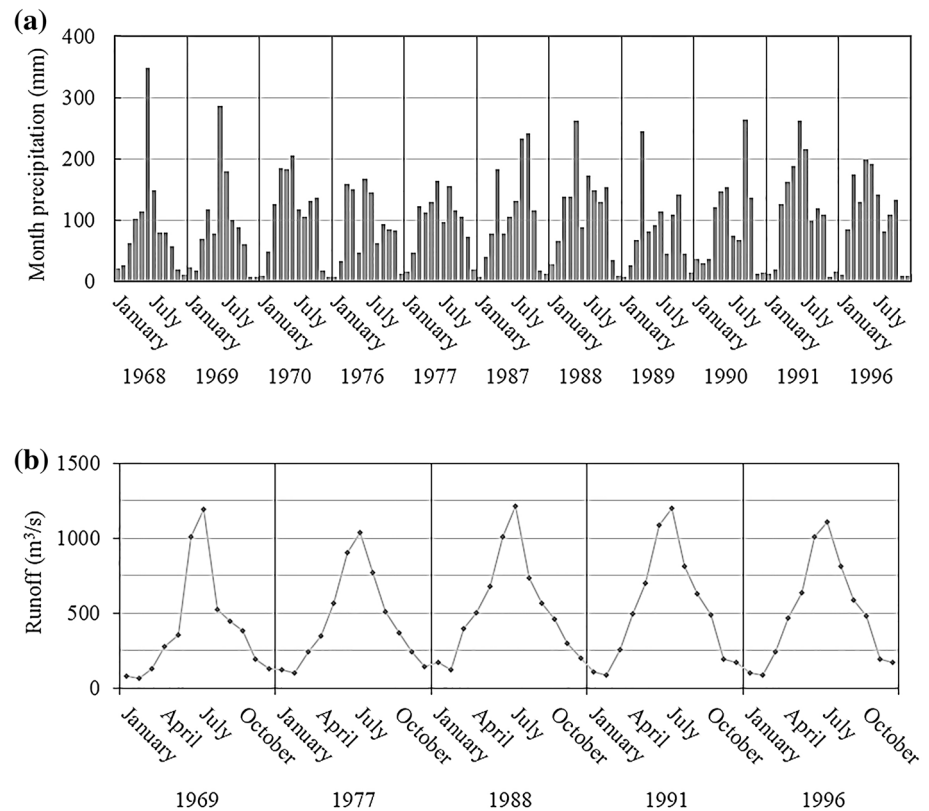 (a)
Month precipitation (mm)
400
300
200
100
0
January July January July January July January July January July January July January July January July January July January July January July
1968 1969 1970 1976 1977 1987 1988 1989 1990 1991 1996
(b)
Runoff (m³/s)
1500
1000
500
0
January April July October January April July October January April July October January April July October January April July October
1969 1977 1988 1991 1996